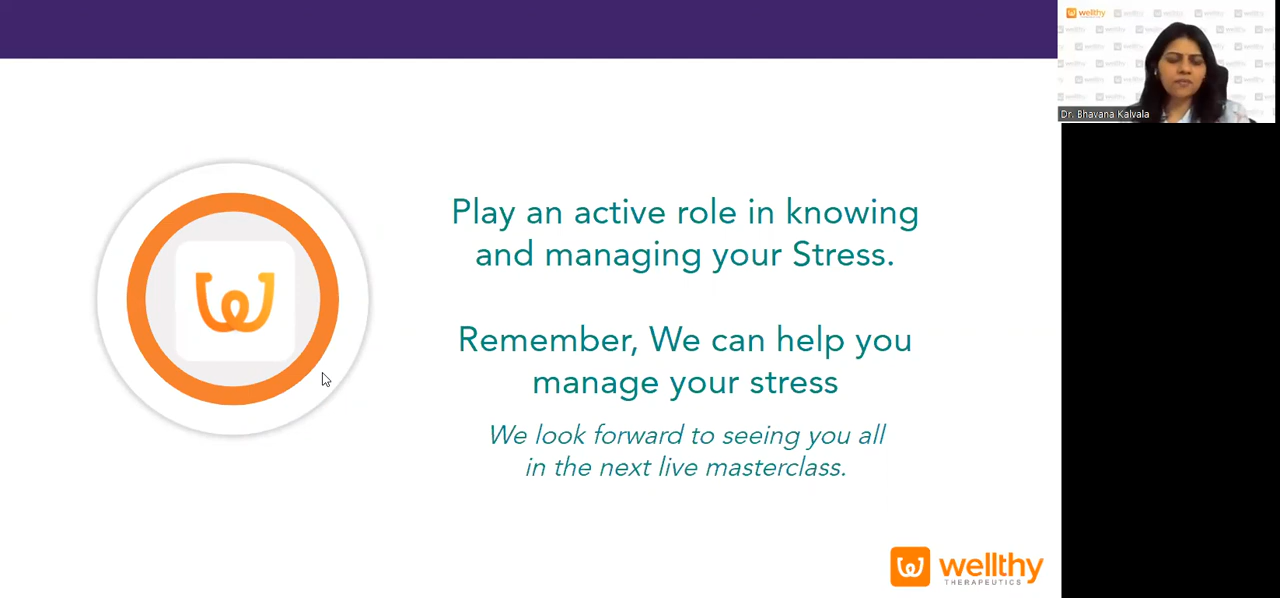 Play an active role in knowing
and managing your Stress.
Remember, We can help you
manage your stress
We look forward to seeing you all
in the next live masterclass.
wellthy
THERAPEUTICS
wellthy
Dr. Bhavana Kalvala